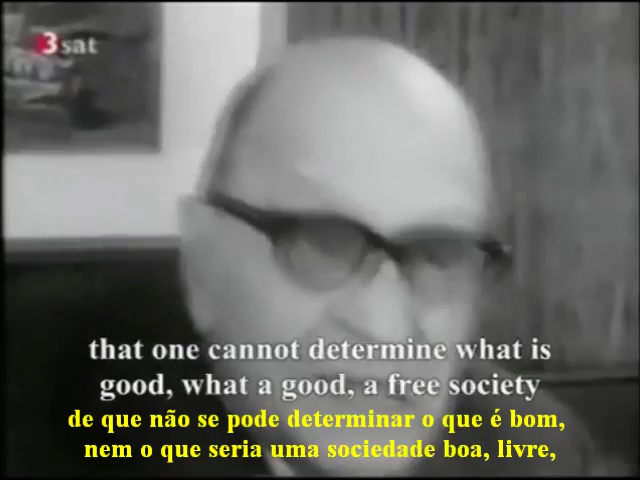 3sat
that one cannot determine what is
good, what a good, a free society
de que não se pode determinar o que é bom,
nem o que seria uma sociedade boa, livre,